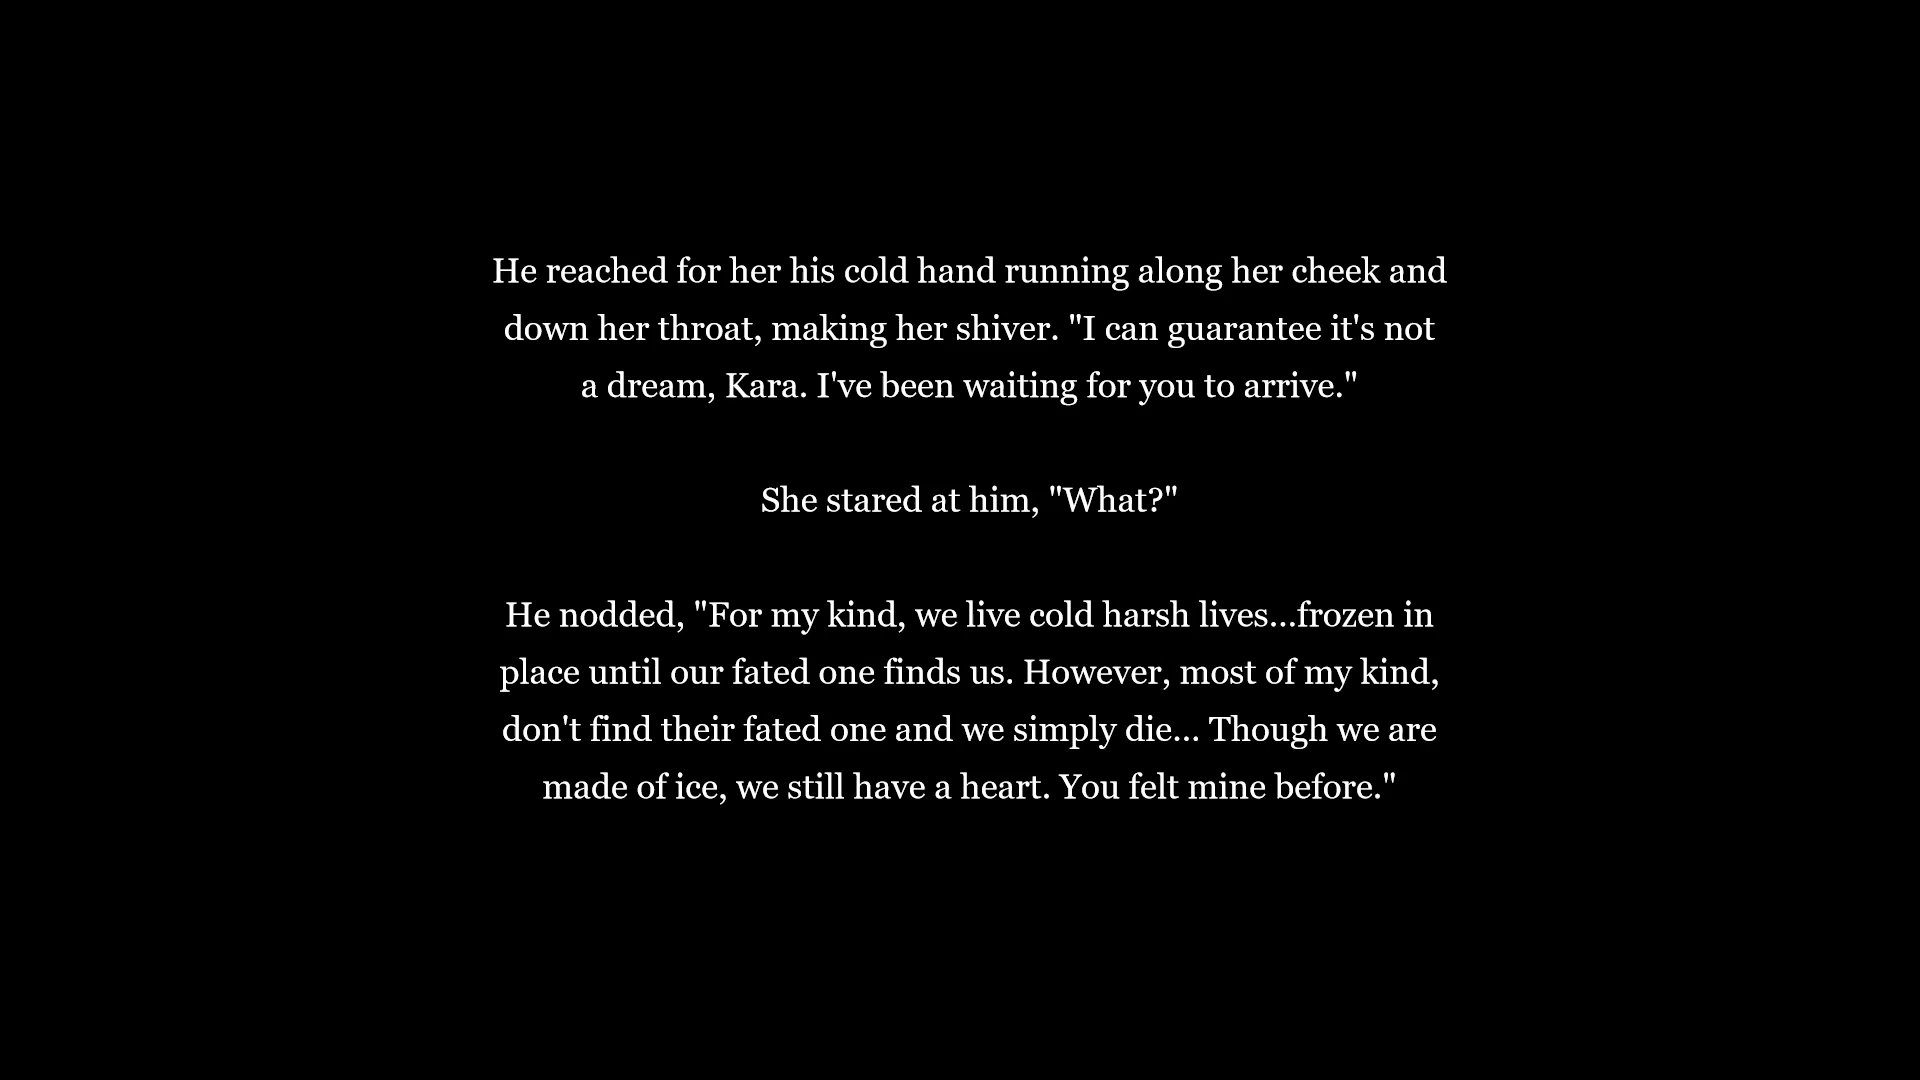 He reached for her his cold hand running along her cheek and
down her throat, making her shiver. "I can guarantee it's not
a dream, Kara. I've been waiting for you to arrive."
She stared at him, "What?"
He nodded, "For my kind, we live cold harsh lives...frozen in
place until our fated one finds us. However, most of my kind,
don't find their fated one and we simply die... Though we are
made of ice, we still have a heart. You felt mine before."